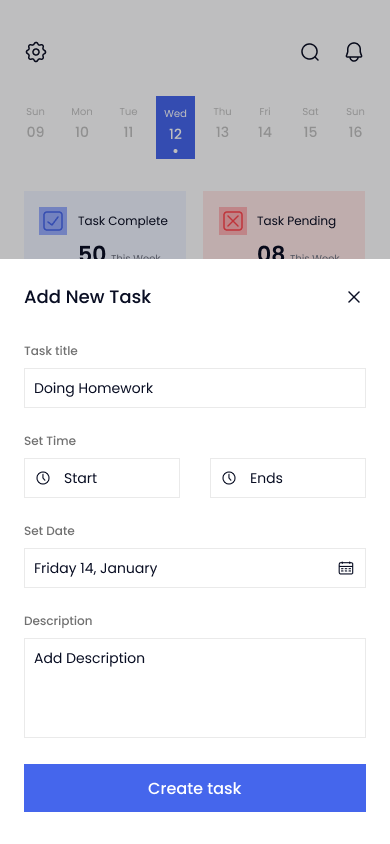 Sun Mon Tue Wed Thu Fri Sat Sun
09 10 11 12 13 14 15 16
Task Complete
50 This Week
Task Pending
08 This Week
Add New Task
Task title
Doing Homework
Set Time
Start
Ends
Set Date
Friday 14, January
Description
Add Description
Create task